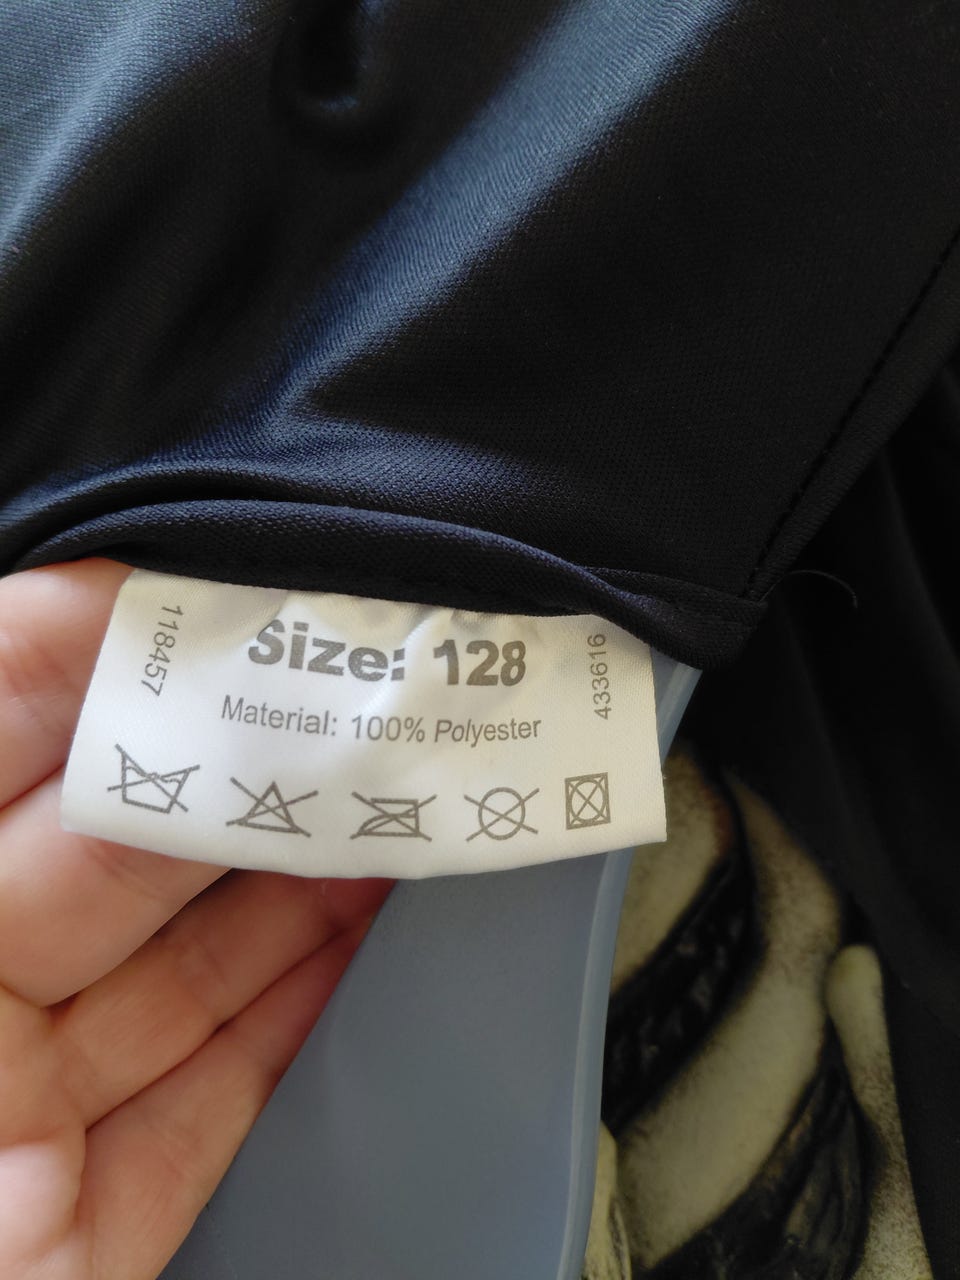 118457
Size: 128
433616
Material: 100% Polyester